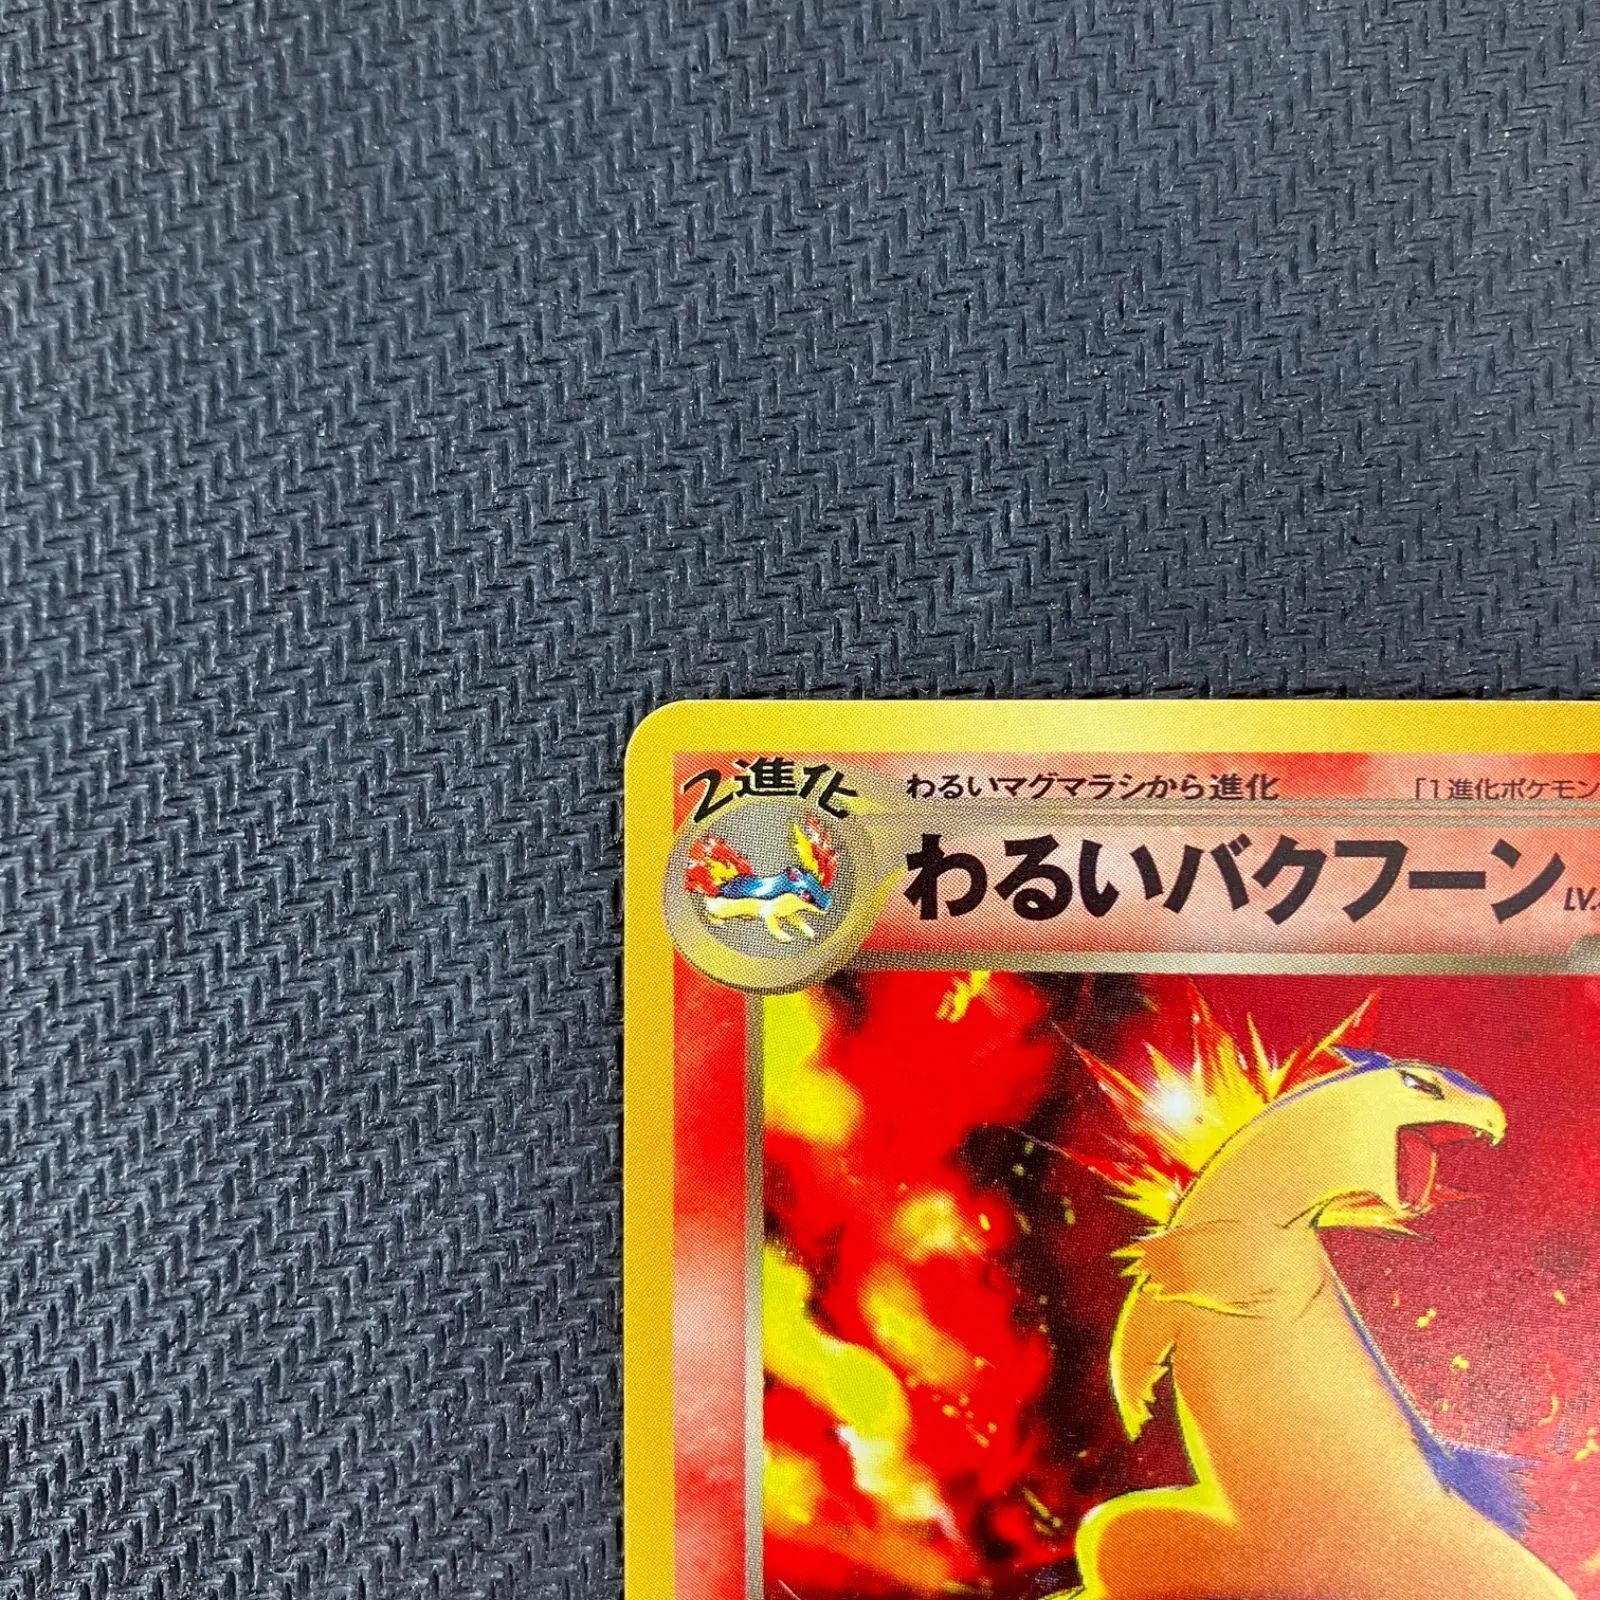 2進化
わるいマグマラシから進化 「1進化ポケモン
わるいバクフーン LV.